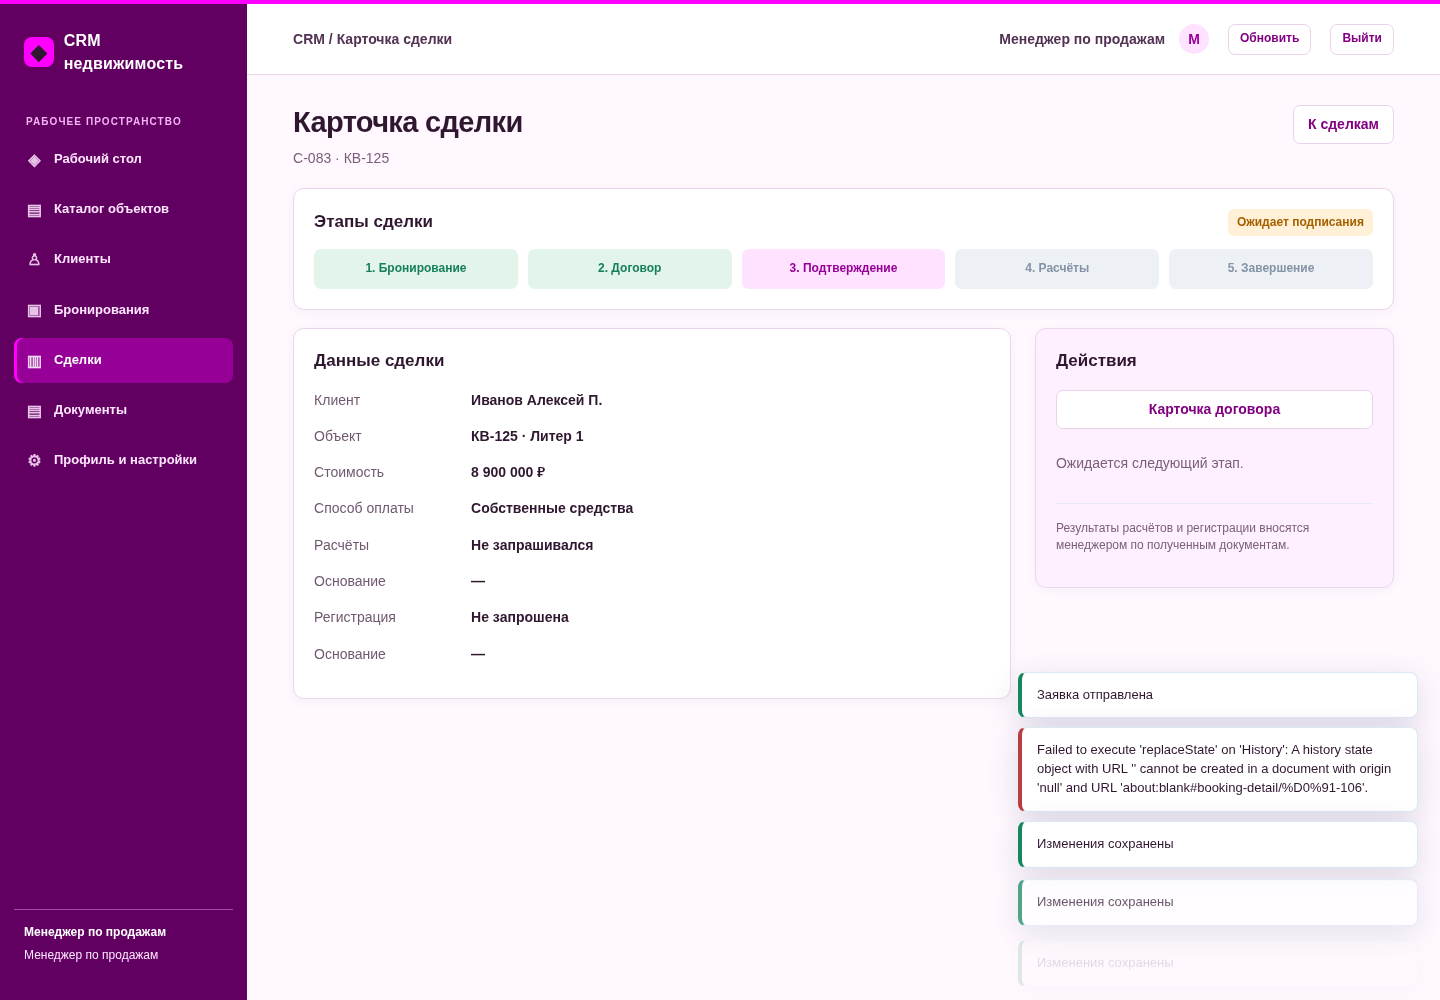 CRM
недвижимость
РАБОЧЕЕ ПРОСТРАНСТВО
Рабочий стол
Каталог объектов
Клиенты
Бронирования
Сделки
Документы
Профиль и настройки
Менеджер по продажам
Менеджер по продажам
CRM / Карточка сделки
Менеджер по продажам
М
Обновить
Выйти
Карточка сделки
С-083 · КВ-125
К сделкам
Этапы сделки
Ожидает подписания
1. Бронирование
2. Договор
3. Подтверждение
4. Расчёты
5. Завершение
Данные сделки
Клиент Иванов Алексей П.
Объект КВ-125 · Литер 1
Стоимость 8 900 000 ₽
Способ оплаты Собственные средства
Расчёты Не запрашивался
Основание —
Регистрация Не запрошена
Основание —
Действия
Карточка договора
Ожидается следующий этап.
Результаты расчётов и регистрации вносятся
менеджером по полученным документам.
Заявка отправлена
Failed to execute 'replaceState' on 'History': A history state
object with URL '' cannot be created in a document with origin
'null' and URL 'about:blank#booking-detail/%D0%91-106'.
Изменения сохранены
Изменения сохранены
Изменения сохранены